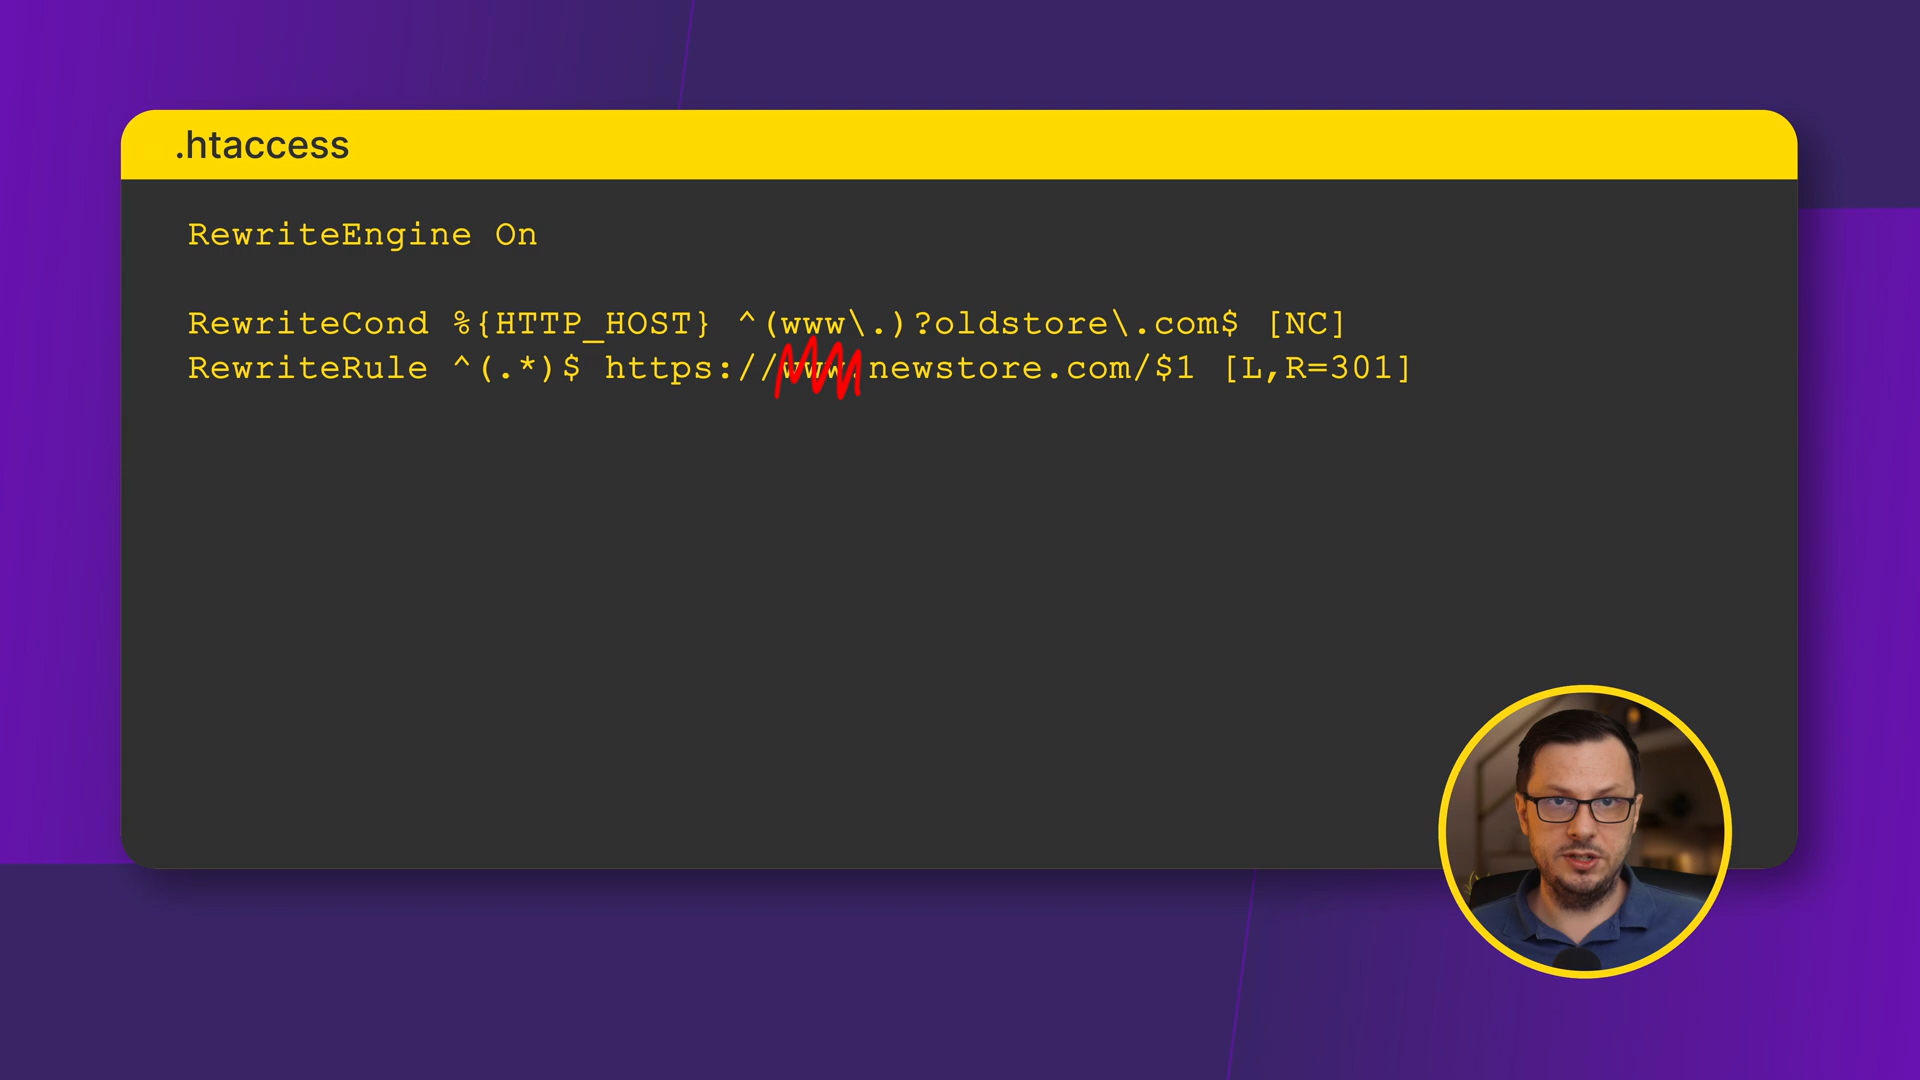 .htaccess
RewriteEngine On
RewriteCond %{HTTP_HOST} ^(www\.)?oldstore\.com$ [NC]
RewriteRule ^(.*)$ https://www.newstore.com/$1 [L,R=301]